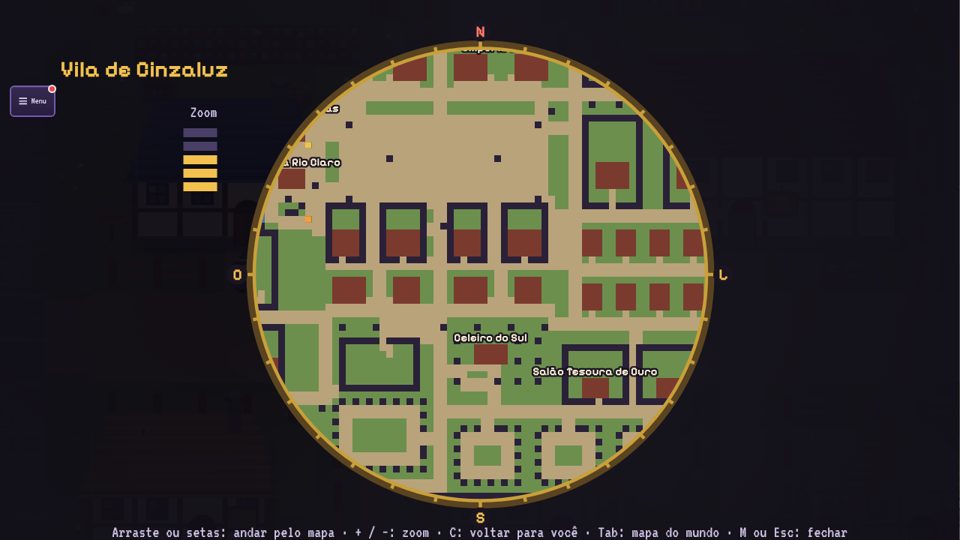 N
Vila de Cinzaluz
Menu
Zoom
as
a Rio Claro
O
L
Celeiro do Sul
Salão Tesoura de Ouro
S
Arraste ou setas: andar pelo mapa · + / -: zoom · C: voltar para você · Tab: mapa do mundo · M ou Esc: fechar